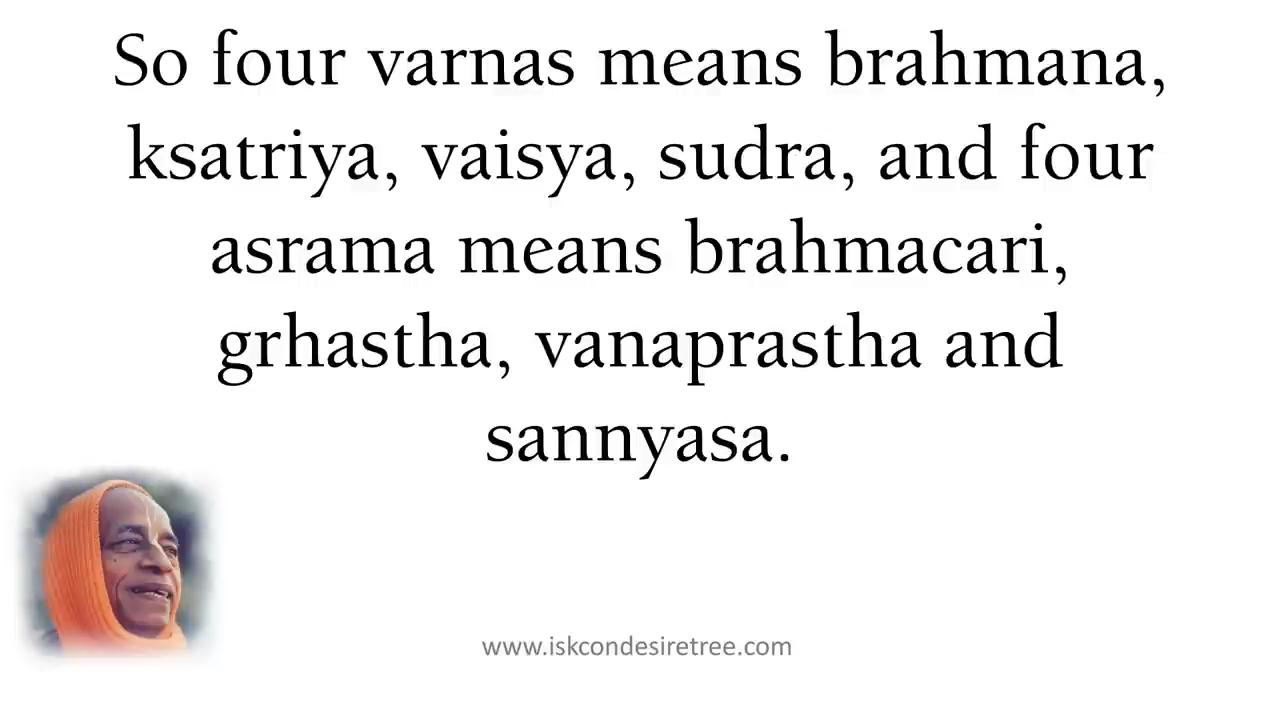 So four varnas means brahmana,
ksatriya, vaisya, sudra, and four
asrama means brahmacari,
grhastha, vanaprastha and
sannyasa.
www.iskcondesiretree.com